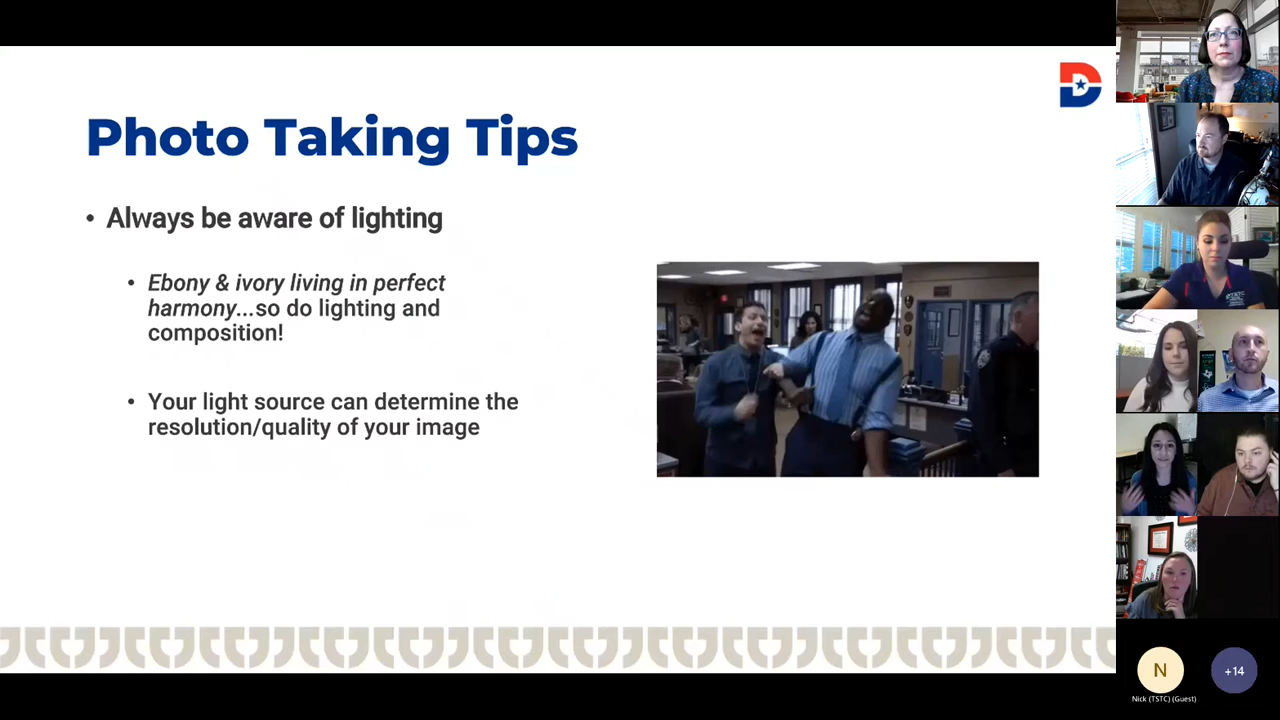 Photo Taking Tips
• Always be aware of lighting
• Ebony & ivory living in perfect
harmony...so do lighting and
composition!
• Your light source can determine the
resolution/quality of your image
D
N
+14
Nick (TSTC) (Guest)